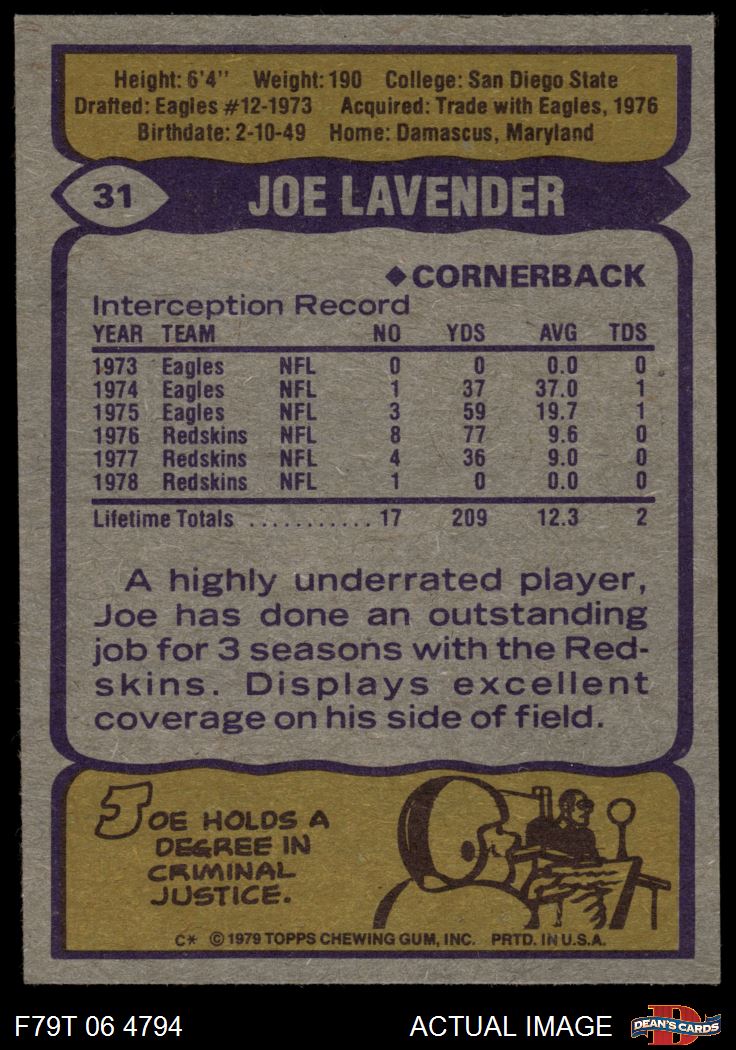 Height: 6'4" Weight: 190 College: San Diego State
Drafted: Eagles #12-1973 Acquired: Trade with Eagles, 1976
Birthdate: 2-10-49 Home: Damascus, Maryland
31 JOE LAVENDER
◆CORNERBACK
Interception Record
YEAR TEAM NO YDS AVG TDS
1973 Eagles NFL 0 0 0.0 0
1974 Eagles NFL 1 37 37.0 1
1975 Eagles NFL 3 59 19.7 1
1976 Redskins NFL 8 77 9.6 0
1977 Redskins NFL 4 36 9.0 0
1978 Redskins NFL 1 0 0.0 0
Lifetime Totals ........... 17 209 12.3 2
A highly underrated player,
Joe has done an outstanding
job for 3 seasons with the Red-
skins. Displays excellent
coverage on his side of field.
JOE HOLDS A
DEGREE IN
CRIMINAL
JUSTICE.
C* © 1979 TOPPS CHEWING GUM, INC. PRTD. IN U.S.A.
F79T 06 4794 ACTUAL IMAGE DEAN'S CARDS